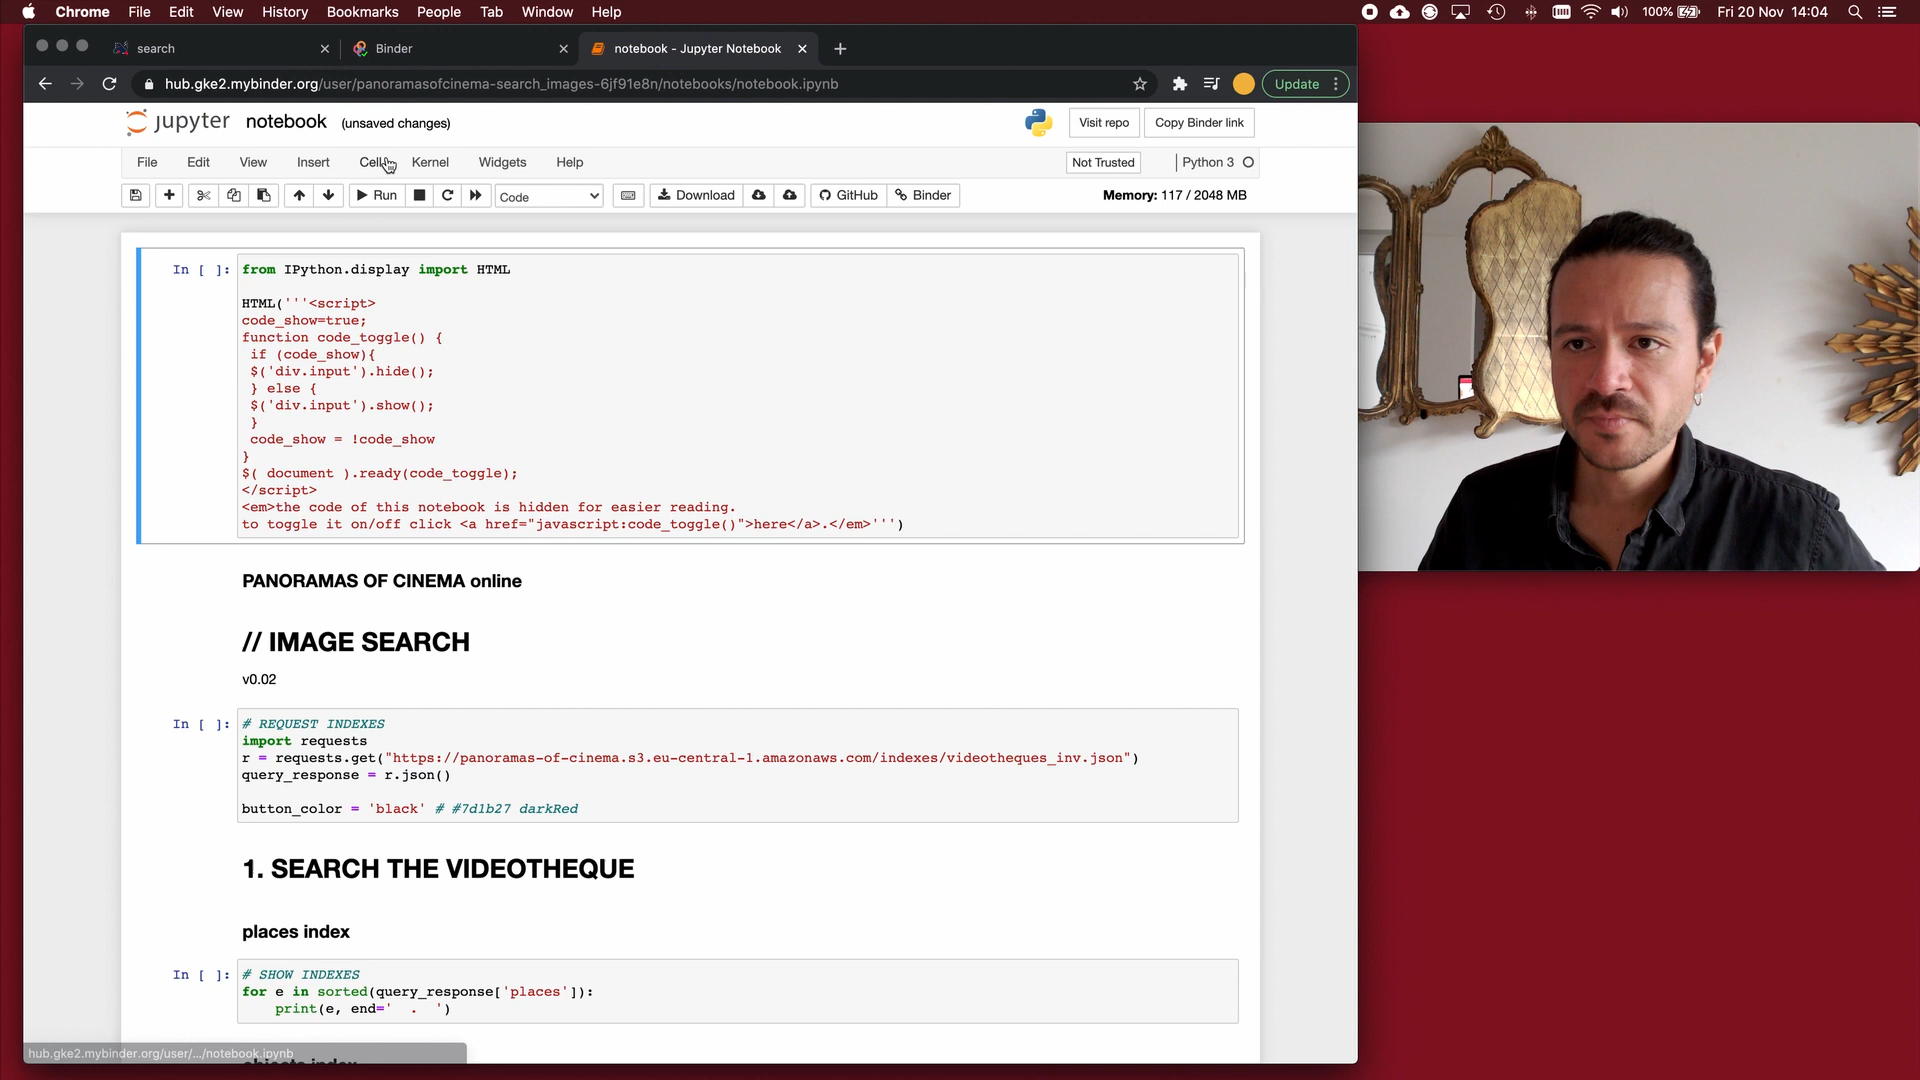 Chrome File Edit View History Bookmarks People Tab Window Help 100% Fri 20 Nov 14:04
search Binder notebook - Jupyter Notebook
hub.gke2.mybinder.org/user/panoramasofcinema-search_images-6jf91e8n/notebooks/notebook.ipynb Update
jupyter notebook (unsaved changes) Visit repo Copy Binder link
File Edit View Insert Cell Kernel Widgets Help Not Trusted Python 3
Run Code Download GitHub Binder Memory: 117 / 2048 MB
In [ ]: from IPython.display import HTML
HTML('''<script>
code_show=true;
function code_toggle() {
if (code_show){
$('div.input').hide();
} else {
$('div.input').show();
}
code_show = !code_show
}
$( document ).ready(code_toggle);
</script>
<em>the code of this notebook is hidden for easier reading.
to toggle it on/off click <a href="javascript:code_toggle()">here</a>.</em>''')
PANORAMAS OF CINEMA online
// IMAGE SEARCH
v0.02
In [ ]: # REQUEST INDEXES
import requests
r = requests.get("https://panoramas-of-cinema.s3.eu-central-1.amazonaws.com/indexes/videotheques_inv.json")
query_response = r.json()
button_color = 'black' # #7d1b27 darkRed
1. SEARCH THE VIDEOTHEQUE
places index
In [ ]: # SHOW INDEXES
for e in sorted(query_response['places']):
print(e, end=' . ')
hub.gke2.mybinder.org/user/.../notebook.ipynb
objects index